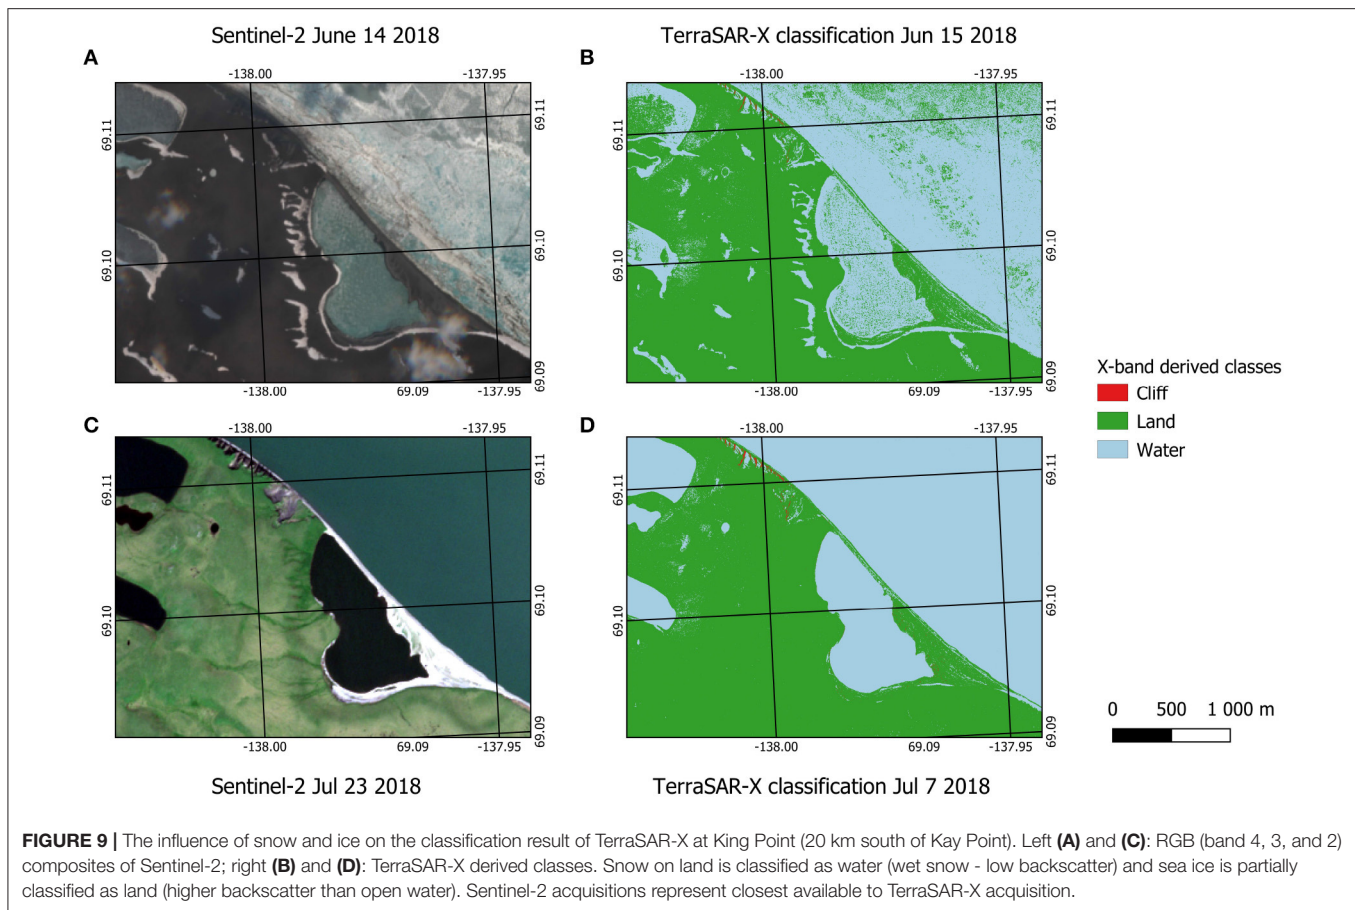 Sentinel-2 June 14 2018
TerraSAR-X classification Jun 15 2018
A
B
-138.00
-137.95
-138.00
-137.95
69.11
69.11
69.11
69.11
69.10
69.10
69.10
69.10
69.09
69.09
-138.00
69.09
-137.95
-138.00
69.09
-137.95
X-band derived classes
Cliff
Land
Water
C
D
-138.00
-137.95
-138.00
-137.95
69.11
69.11
69.11
69.11
69.10
69.10
69.10
69.10
69.09
69.09
-138.00
69.09
-137.95
-138.00
69.09
-137.95
0 500 1 000 m
Sentinel-2 Jul 23 2018
TerraSAR-X classification Jul 7 2018
FIGURE 9 | The influence of snow and ice on the classification result of TerraSAR-X at King Point (20 km south of Kay Point). Left (A) and (C): RGB (band 4, 3, and 2)
composites of Sentinel-2; right (B) and (D): TerraSAR-X derived classes. Snow on land is classified as water (wet snow - low backscatter) and sea ice is partially
classified as land (higher backscatter than open water). Sentinel-2 acquisitions represent closest available to TerraSAR-X acquisition.